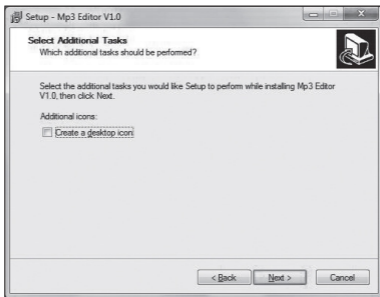 Setup - Mp3 Editor V1.0
Select Additional Tasks
Which additional tasks should be performed?
Select the additional tasks you would like Setup to perform while installing Mp3 Editor
V1.0, then click Next.
Additional icons:
Create a desktop icon
< Back Next > Cancel